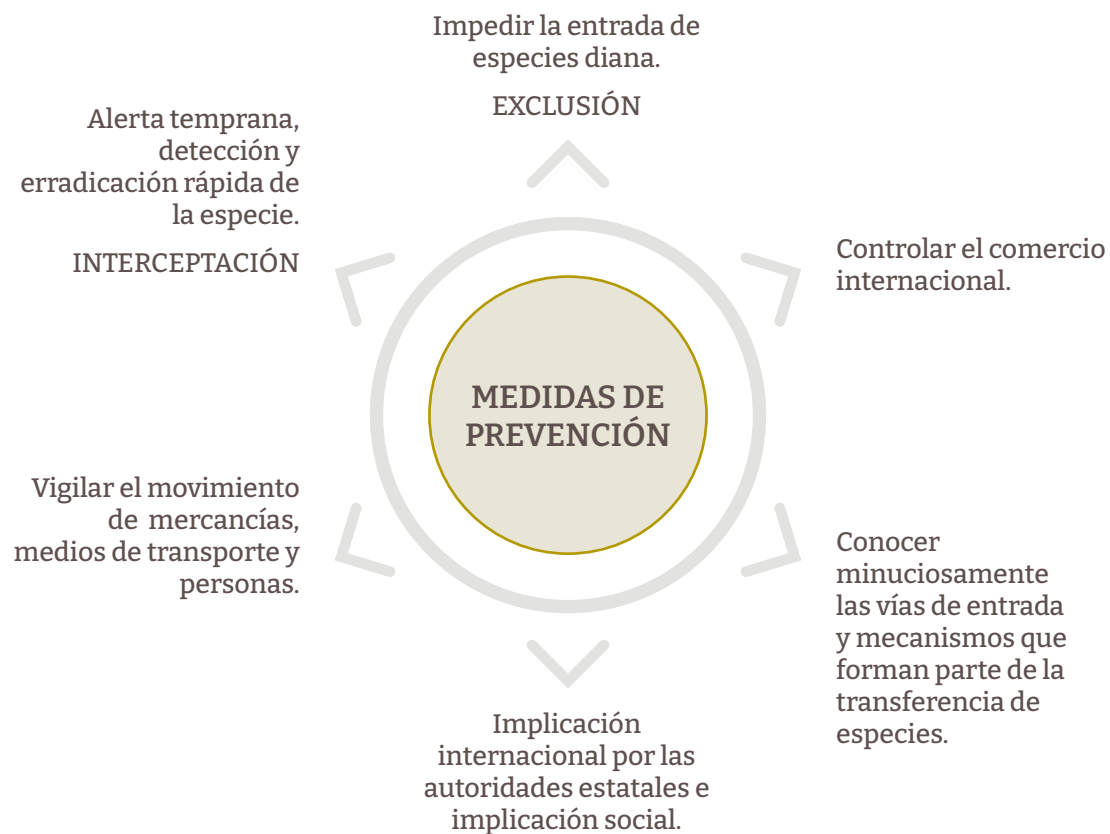 Impedir la entrada de
especies diana.
EXCLUSIÓN
Alerta temprana,
detección y
erradicación rápida de
la especie.
INTERCEPTACIÓN
Controlar el comercio
internacional.
MEDIDAS DE
PREVENCIÓN
Vigilar el movimiento
de mercancías,
medios de transporte y
personas.
Conocer
minuciosamente
las vías de entrada
y mecanismos que
forman parte de la
transferencia de
especies.
Implicación
internacional por las
autoridades estatales e
implicación social.